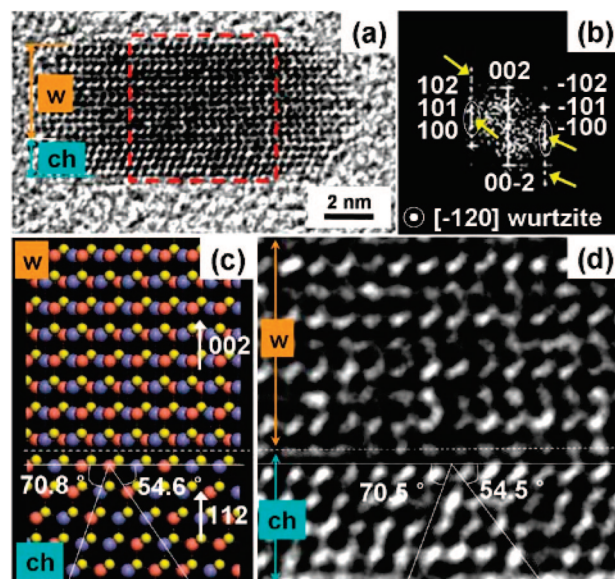 (a)
w
ch
2 nm
(b)
002
102
101
100
-102
-101
-100
00-2
[-120] wurtzite
(c)
w
002
70.8 °
54.6 °
112
ch
(d)
w
70.5 °
54.5 °
ch